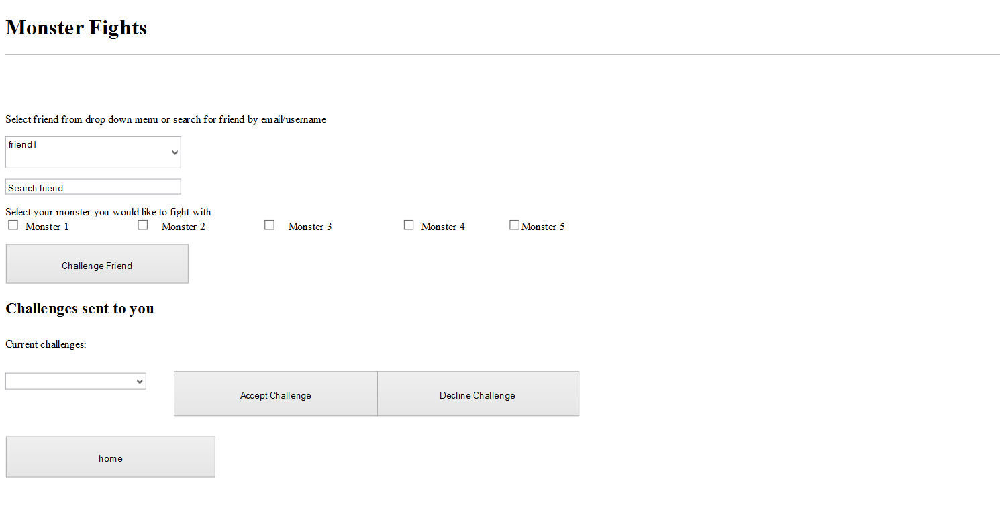 Monster Fights
Select friend from drop down menu or search for friend by email/username
friend1
Search friend
Select your monster you would like to fight with
Monster 1 Monster 2 Monster 3 Monster 4 Monster 5
Challenge Friend
Challenges sent to you
Current challenges:
Accept Challenge Decline Challenge
home